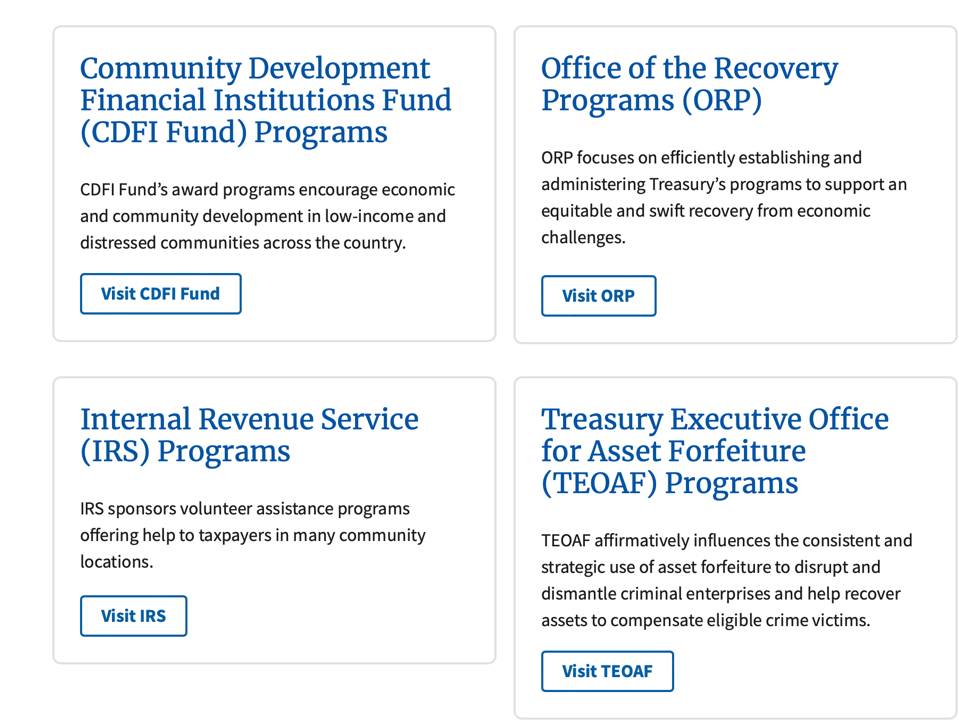 Community Development
Financial Institutions Fund
(CDFI Fund) Programs
CDFI Fund’s award programs encourage economic
and community development in low-income and
distressed communities across the country.
Visit CDFI Fund
Office of the Recovery
Programs (ORP)
ORP focuses on efficiently establishing and
administering Treasury’s programs to support an
equitable and swift recovery from economic
challenges.
Visit ORP
Internal Revenue Service
(IRS) Programs
IRS sponsors volunteer assistance programs
offering help to taxpayers in many community
locations.
Visit IRS
Treasury Executive Office
for Asset Forfeiture
(TEOAF) Programs
TEOAF affirmatively influences the consistent and
strategic use of asset forfeiture to disrupt and
dismantle criminal enterprises and help recover
assets to compensate eligible crime victims.
Visit TEOAF